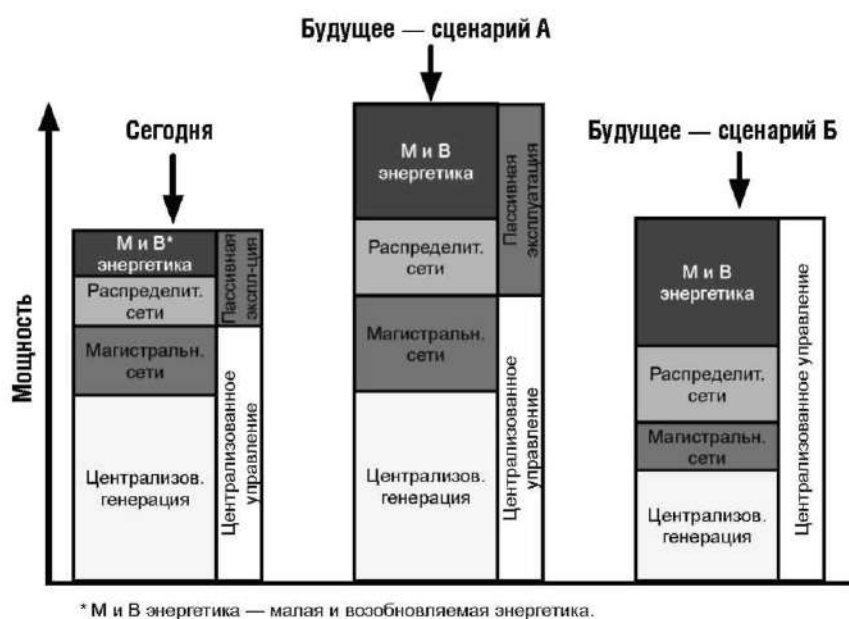 Будущее — сценарий А
Сегодня
Будущее — сценарий Б
Мощность
М и В*
энергетика
Распределит.
сети
Магистральн.
сети
Централизов.
генерация
Пассивная
экспл-ция
Централизованное
управление
М и В
энергетика
Распределит.
сети
Магистральн.
сети
Централизов.
генерация
Пассивная
эксплуатация
Централизованное
управление
М и В
энергетика
Распределит.
сети
Магистральн.
сети
Централизов.
генерация
Централизованное управление
* М и В энергетика — малая и возобновляемая энергетика.